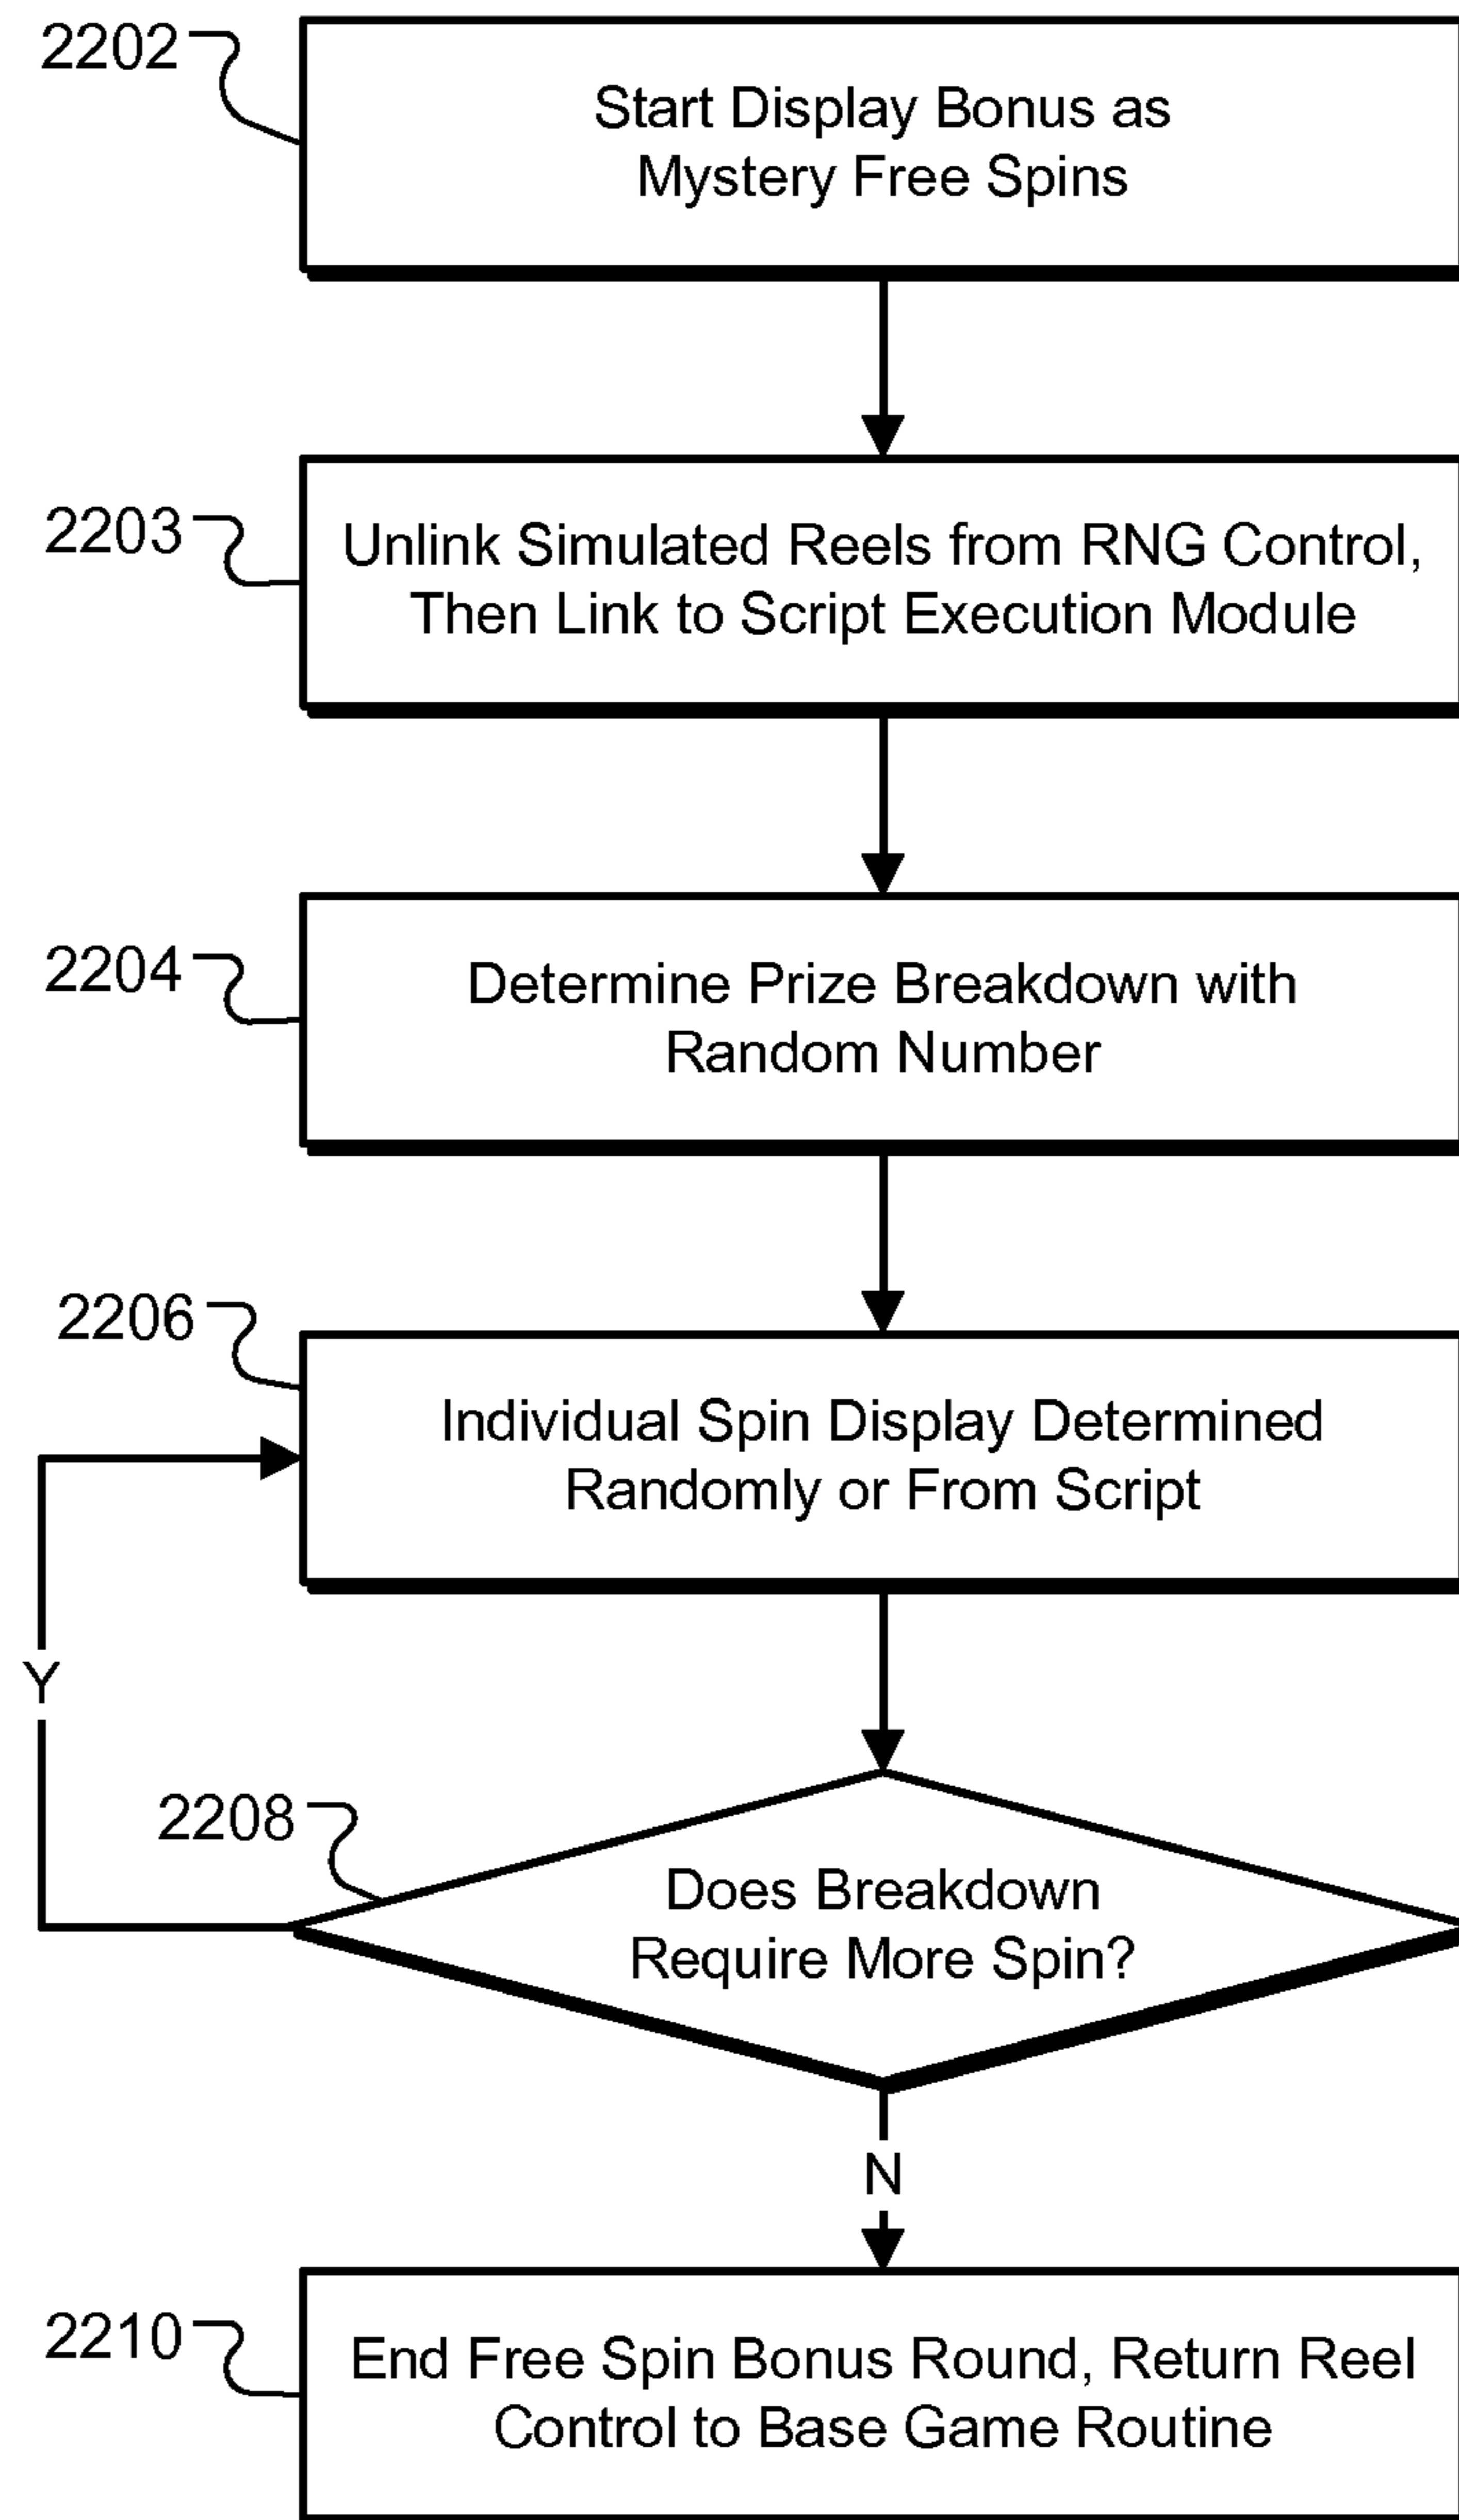 2202
Start Display Bonus as
Mystery Free Spins
2203
Unlink Simulated Reels from RNG Control,
Then Link to Script Execution Module
2204
Determine Prize Breakdown with
Random Number
2206
Individual Spin Display Determined
Randomly or From Script
Y
2208
Does Breakdown
Require More Spin?
N
2210
End Free Spin Bonus Round, Return Reel
Control to Base Game Routine